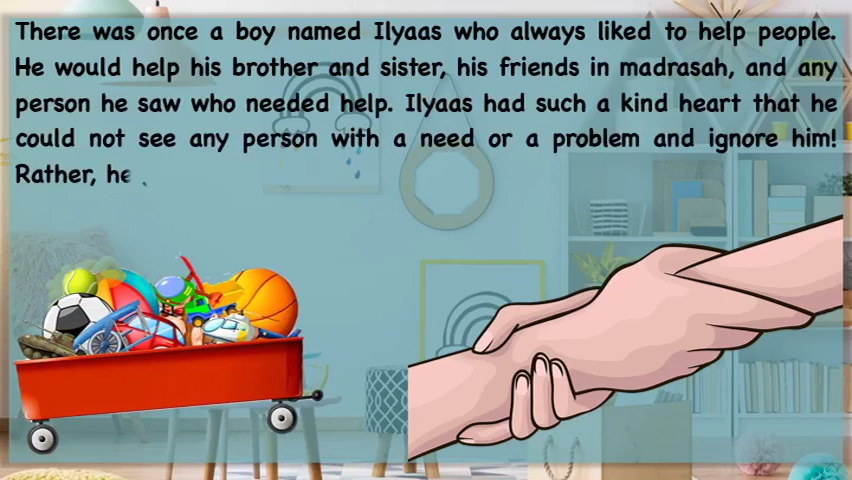 There was once a boy named Ilyaas who always liked to help people.
He would help his brother and sister, his friends in madrasah, and any
person he saw who needed help. Ilyaas had such a kind heart that he
could not see any person with a need or a problem and ignore him!
Rather, he